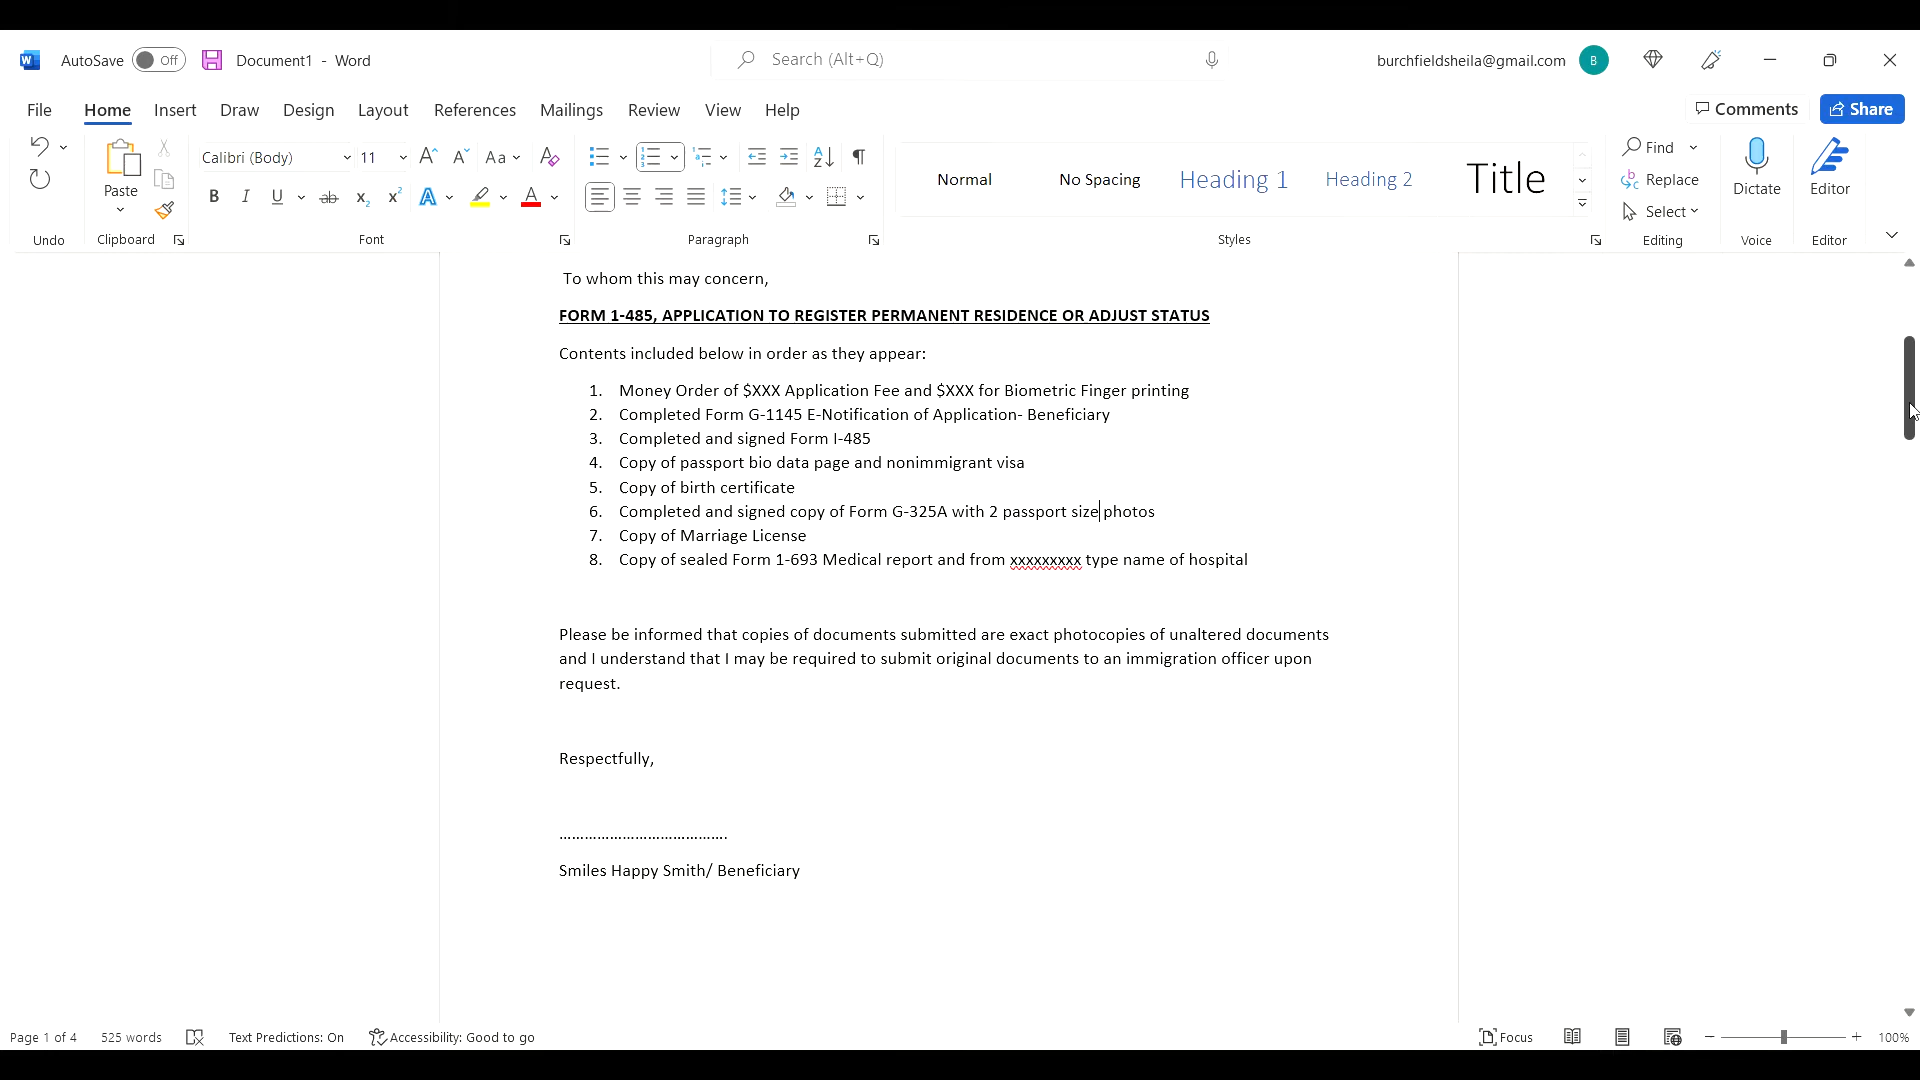 AutoSave Off Document1 - Word Search (Alt+Q) burchfieldsheila@gmail.com B
File Home Insert Draw Design Layout References Mailings Review View Help Comments Share
Paste Calibri (Body) 11 Aa Normal No Spacing Heading 1 Heading 2 Title Find Replace Select Dictate Editor
Undo Clipboard Font Paragraph Styles Editing Voice Editor
To whom this may concern,
FORM 1-485, APPLICATION TO REGISTER PERMANENT RESIDENCE OR ADJUST STATUS
Contents included below in order as they appear:
1. Money Order of $XXX Application Fee and $XXX for Biometric Finger printing
2. Completed Form G-1145 E-Notification of Application- Beneficiary
3. Completed and signed Form I-485
4. Copy of passport bio data page and nonimmigrant visa
5. Copy of birth certificate
6. Completed and signed copy of Form G-325A with 2 passport size photos
7. Copy of Marriage License
8. Copy of sealed Form 1-693 Medical report and from xxxxxxxxx type name of hospital
Please be informed that copies of documents submitted are exact photocopies of unaltered documents
and I understand that I may be required to submit original documents to an immigration officer upon
request.
Respectfully,
………………………………….
Smiles Happy Smith/ Beneficiary
Page 1 of 4 525 words Text Predictions: On Accessibility: Good to go Focus 100%